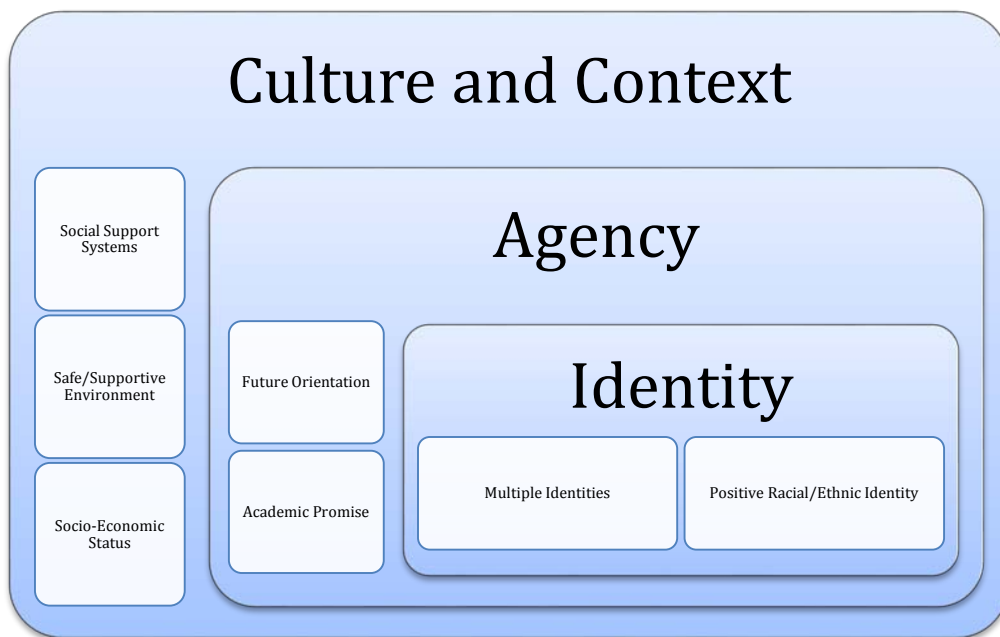 Culture and Context
Social Support
Systems
Safe/Supportive
Environment
Socio-Economic
Status
Agency
Future Orientation
Academic Promise
Identity
Multiple Identities
Positive Racial/Ethnic Identity